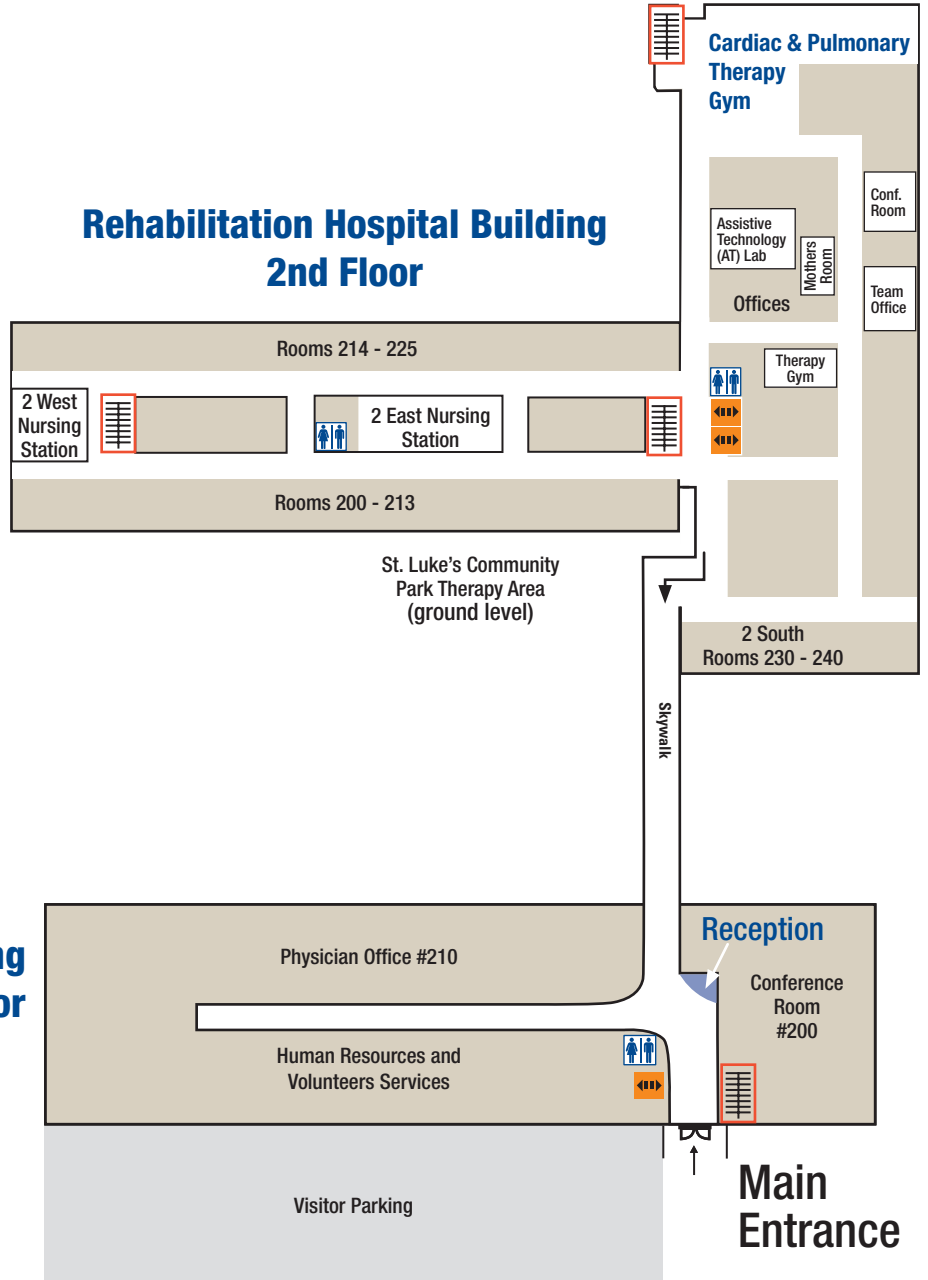 Cardiac & Pulmonary
Therapy
Gym
Rehabilitation Hospital Building
2nd Floor
Conf.
Room
Assistive
Technology
(AT) Lab
Mothers
Room
Team
Office
Offices
Rooms 214 - 225
Therapy
Gym
2 West
Nursing
Station
2 East Nursing
Station
Rooms 200 - 213
St. Luke's Community
Park Therapy Area
(ground level)
2 South
Rooms 230 - 240
Skywalk
Reception
Physician Office #210
Conference
Room
#200
Human Resources and
Volunteers Services
Visitor Parking
Main
Entrance